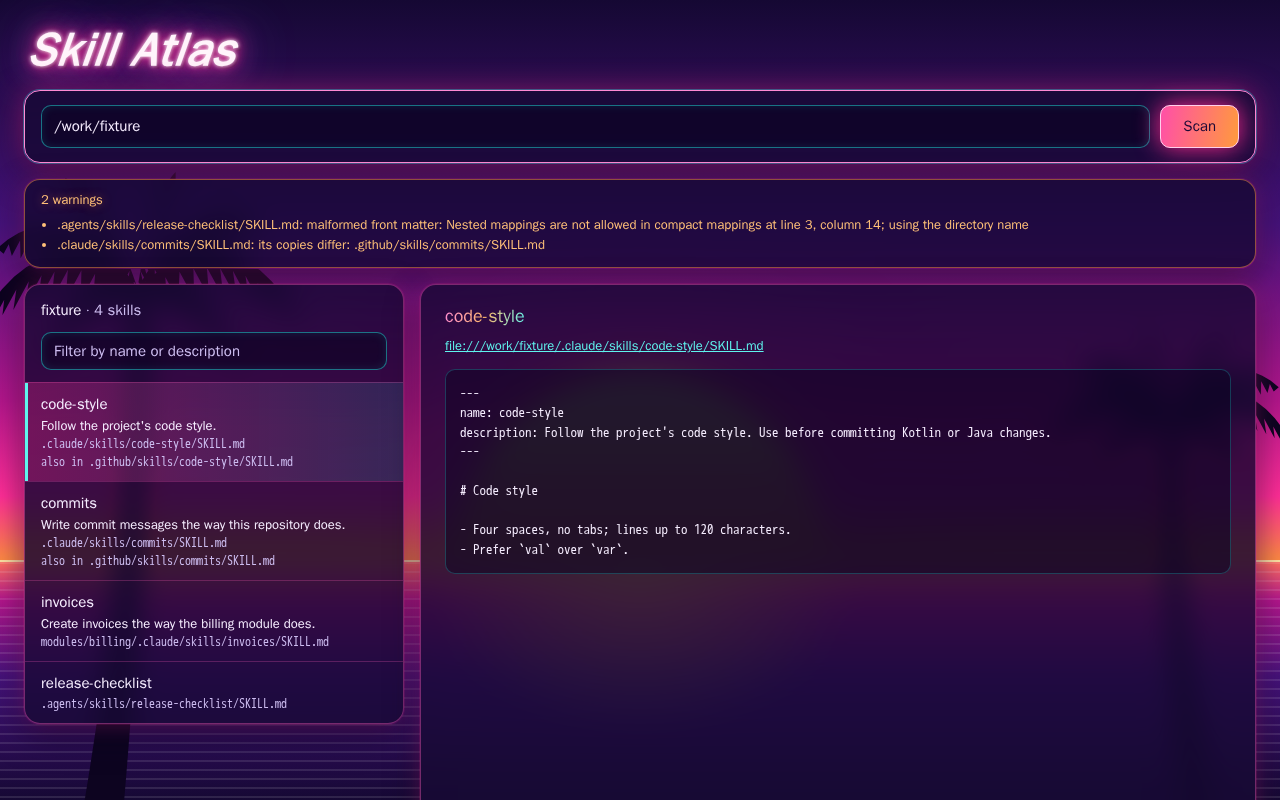 Skill Atlas
/work/fixture
Scan
2 warnings
• .agents/skills/release-checklist/SKILL.md: malformed front matter: Nested mappings are not allowed in compact mappings at line 3, column 14; using the directory name
• .claude/skills/commits/SKILL.md: its copies differ: .github/skills/commits/SKILL.md
fixture · 4 skills
Filter by name or description
code-style
Follow the project's code style.
.claude/skills/code-style/SKILL.md
also in .github/skills/code-style/SKILL.md
commits
Write commit messages the way this repository does.
.claude/skills/commits/SKILL.md
also in .github/skills/commits/SKILL.md
invoices
Create invoices the way the billing module does.
modules/billing/.claude/skills/invoices/SKILL.md
release-checklist
.agents/skills/release-checklist/SKILL.md
code-style
file:///work/fixture/.claude/skills/code-style/SKILL.md
---
name: code-style
description: Follow the project's code style. Use before committing Kotlin or Java changes.
---
# Code style
- Four spaces, no tabs; lines up to 120 characters.
- Prefer `val` over `var`.